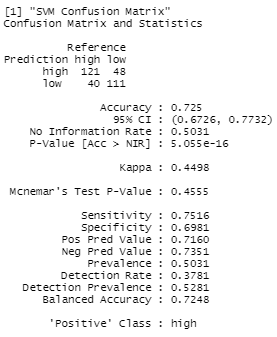 [1] "SVM Confusion Matrix"
Confusion Matrix and Statistics
Reference
Prediction high low
high 121 48
low 40 111
Accuracy : 0.725
95% CI : (0.6726, 0.7732)
No Information Rate : 0.5031
P-Value [Acc > NIR] : 5.055e-16
Kappa : 0.4498
Mcnemar's Test P-Value : 0.4555
Sensitivity : 0.7516
Specificity : 0.6981
Pos Pred Value : 0.7160
Neg Pred Value : 0.7351
Prevalence : 0.5031
Detection Rate : 0.3781
Detection Prevalence : 0.5281
Balanced Accuracy : 0.7248
'Positive' Class : high